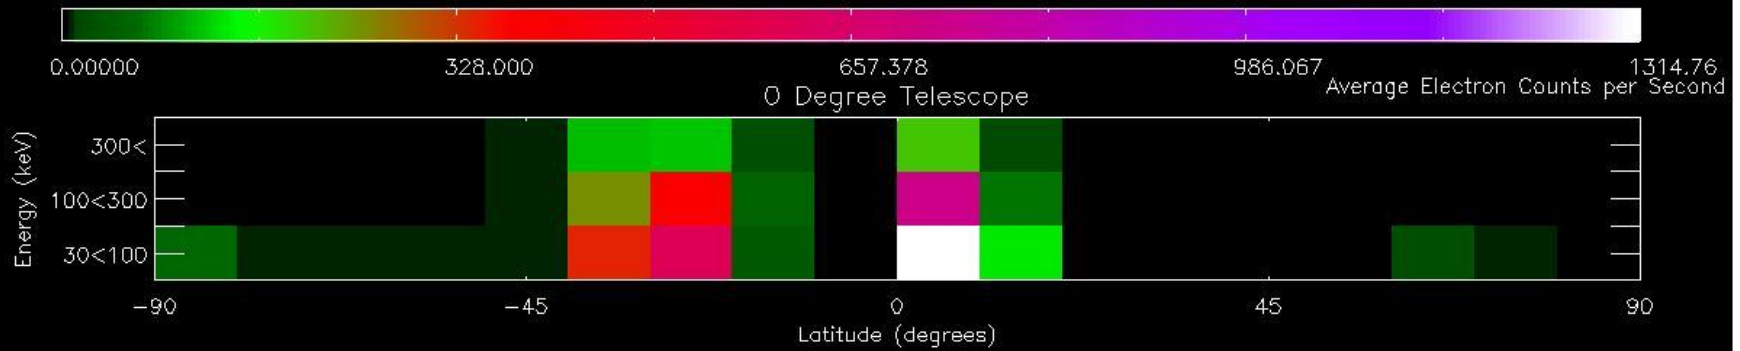 0.00000 328.000 657.378 986.067 1314.76
Average Electron Counts per Second
0 Degree Telescope
Energy (keV)
300<
100<300
30<100
-90 -45 0 45 90
Latitude (degrees)